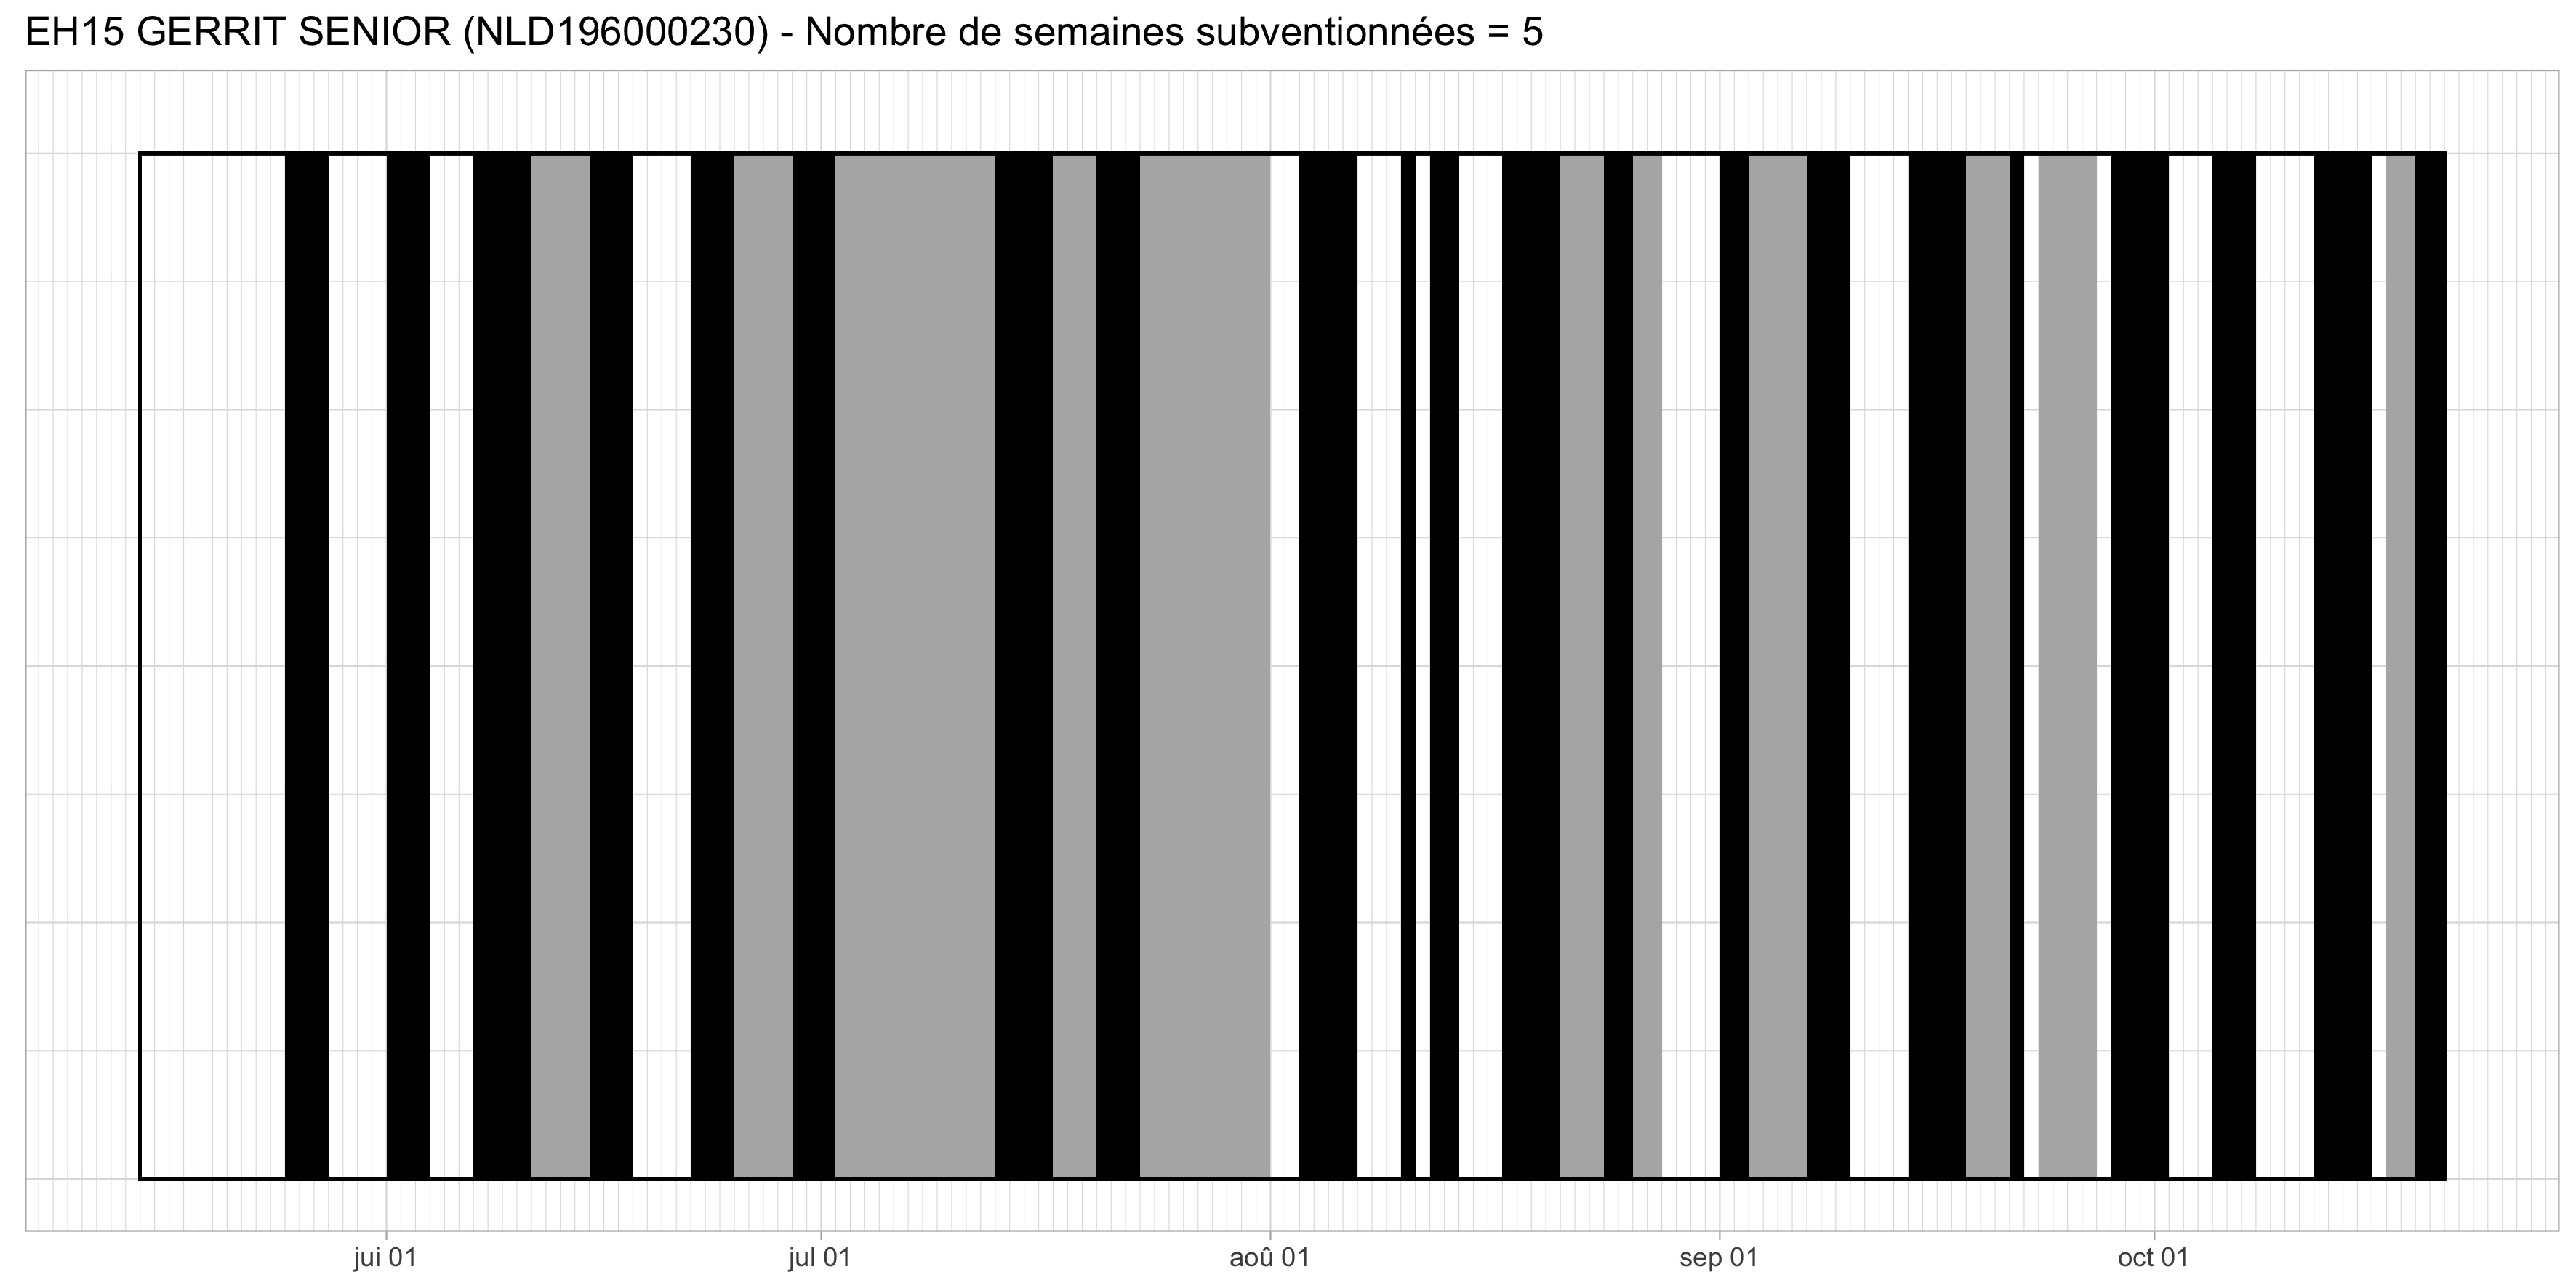 EH15 GERRIT SENIOR (NLD196000230) - Nombre de semaines subventionnées = 5
jui 01
jul 01
aoû 01
sep 01
oct 01